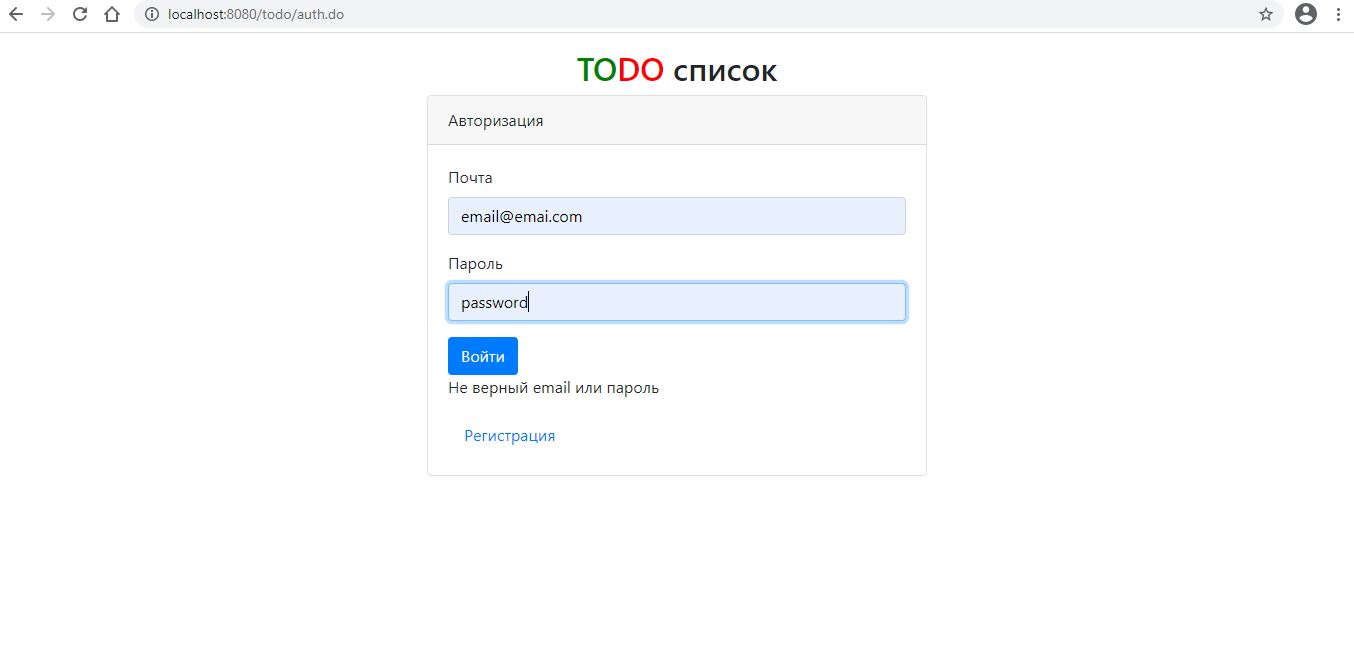 localhost:8080/todo/auth.do
TODO список
Авторизация
Почта
email@emai.com
Пароль
password
Войти
Не верный email или пароль
Регистрация